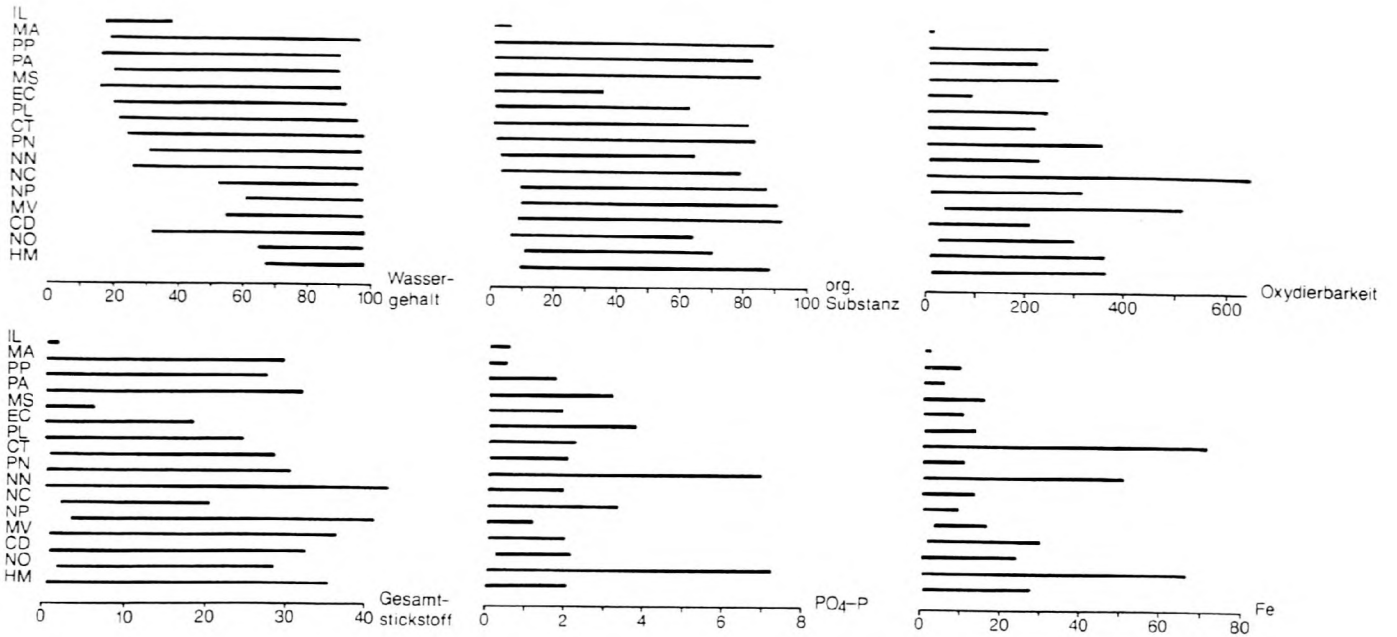 IL
MA
PP
PA
MS
EC
PL
CT
PN
NN
NC
NP
MV
CD
NO
HM
0 20 40 60 80 100
Wasser-
gehalt
0 20 40 60 80 100
org.
Substanz
0 200 400 600
Oxydierbarkeit
IL
MA
PP
PA
MS
EC
PL
CT
PN
NN
NC
NP
MV
CD
NO
HM
0 10 20 30 40
Gesamt-
stickstoff
0 2 4 6 8
PO4-P
0 20 40 60 80
Fe